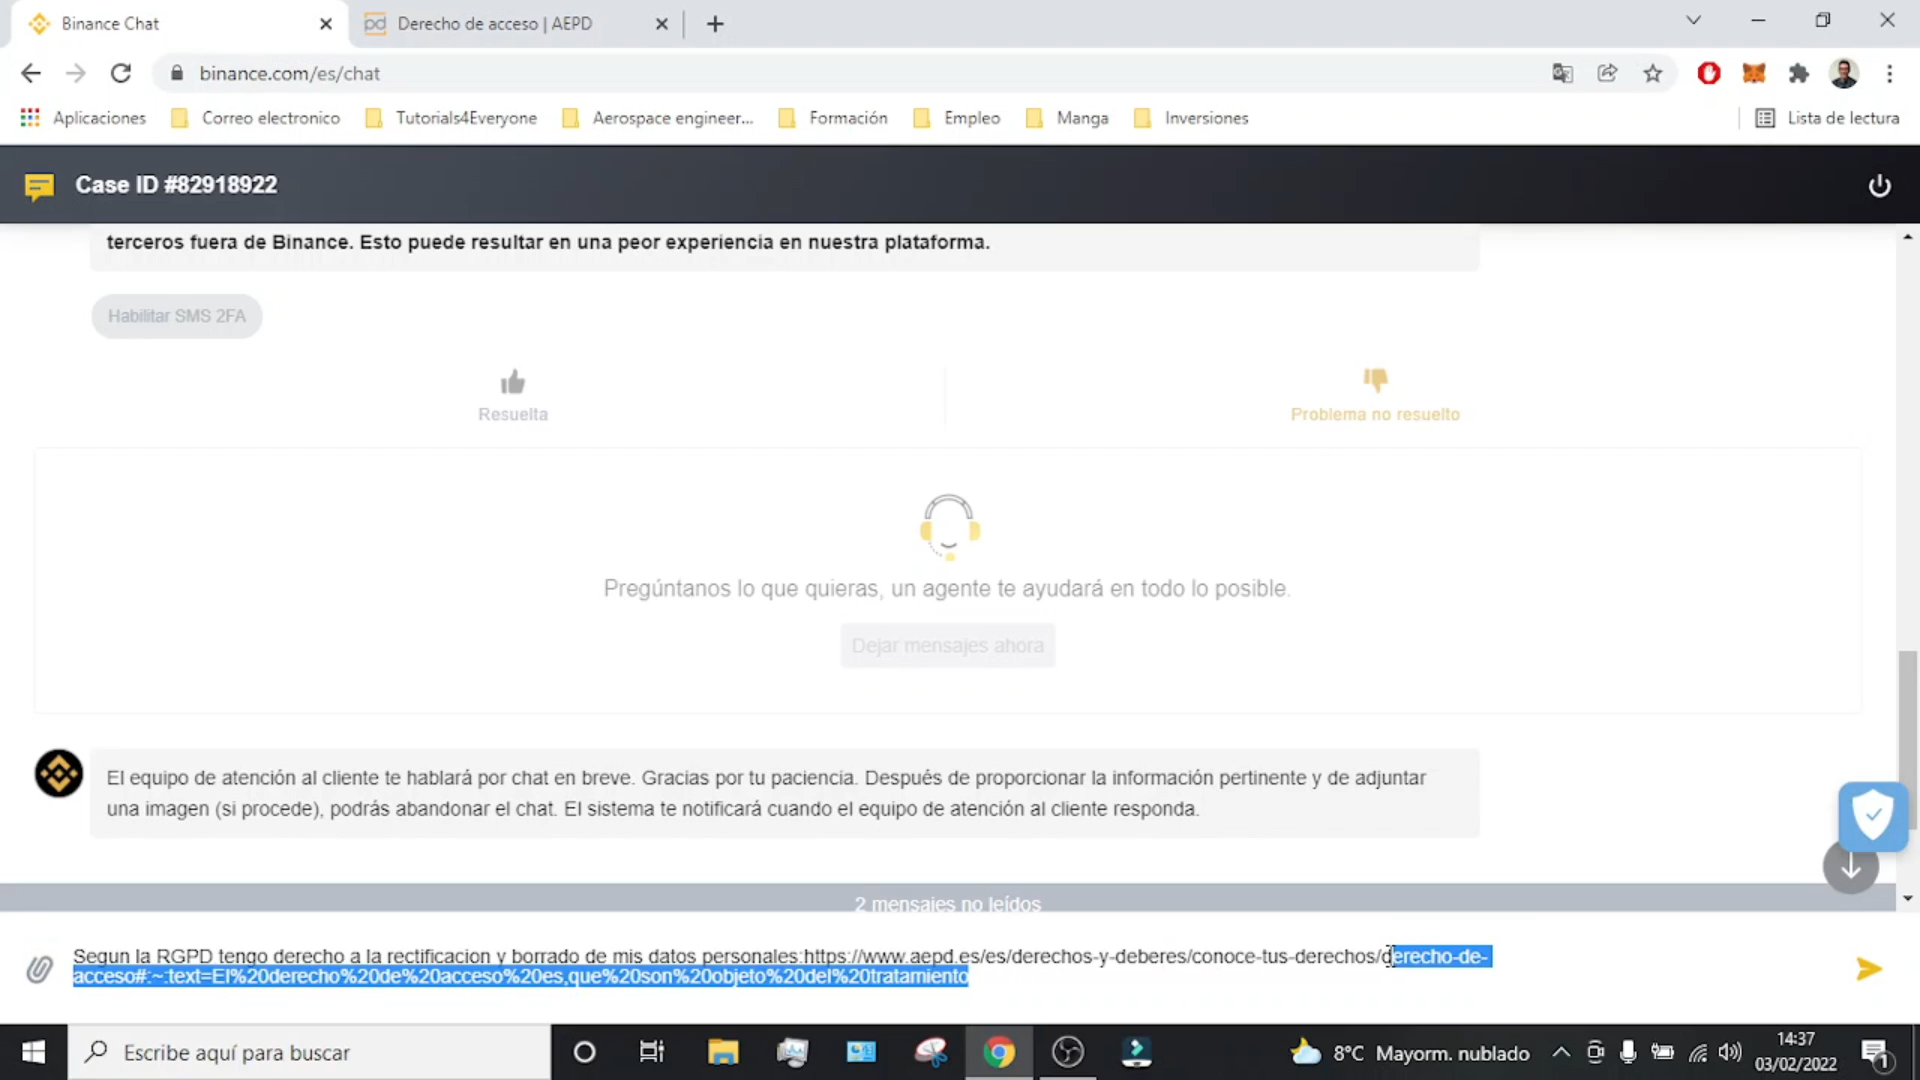 Binance Chat
Derecho de acceso | AEPD
binance.com/es/chat
Aplicaciones
Correo electronico
Tutorials4Everyone
Aerospace engineer...
Formación
Empleo
Manga
Inversiones
Lista de lectura
Case ID #82918922
terceros fuera de Binance. Esto puede resultar en una peor experiencia en nuestra plataforma.
Habilitar SMS 2FA
Resuelta
Problema no resuelto
Pregúntanos lo que quieras, un agente te ayudará en todo lo posible.
Dejar mensajes ahora
El equipo de atención al cliente te hablará por chat en breve. Gracias por tu paciencia. Después de proporcionar la información pertinente y de adjuntar
una imagen (si procede), podrás abandonar el chat. El sistema te notificará cuando el equipo de atención al cliente responda.
2 mensajes no leídos
Segun la RGPD tengo derecho a la rectificacion y borrado de mis datos personales:https://www.aepd.es/es/derechos-y-deberes/conoce-tus-derechos/derecho-de-
acceso#:~:text=El%20derecho%20de%20acceso%20es,que%20son%20objeto%20del%20tratamiento
Escribe aquí para buscar
8°C Mayorm. nublado
14:37
03/02/2022
1